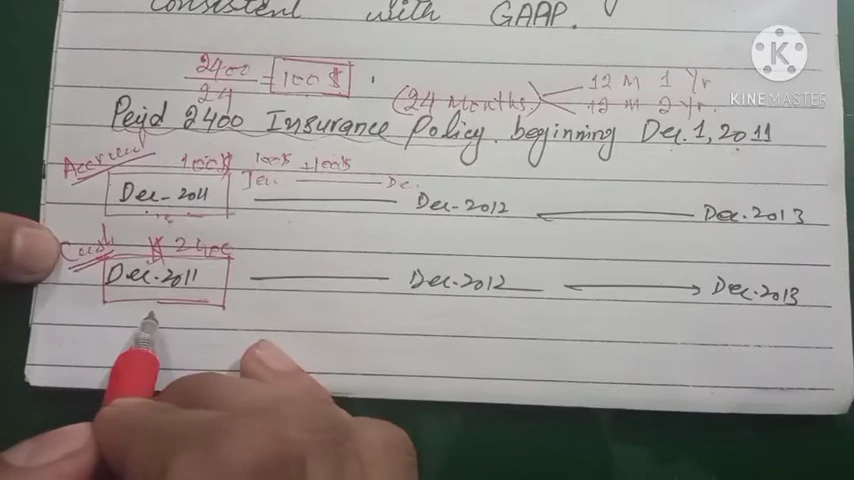 consistent with GAAP.
2400
24
= 100$
(24 Months)
12 M 1 Yr
12 M 2 Yr.
KINEMASTER
Peyd 2400 Insurance Policy beginning Dec. 1, 2011
Accrual 100$ 100$ + 100$
Jan. Dec.
Dec-2011 Dec-2012 Dec. 2013
Cash 2400
Dec. 2011 Dec. 2012 Dec. 2013